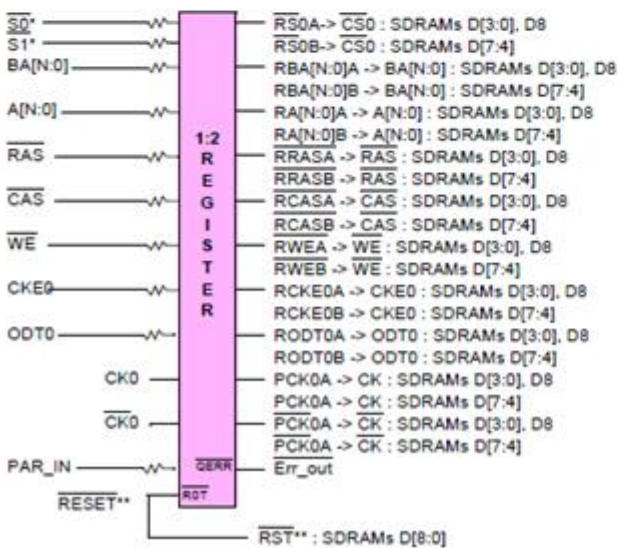 S0*
S1*
BA[N:0]
A[N:0]
RAS
CAS
WE
CKE0
ODT0
CK0
CK0
PAR_IN
RESET**
1:2
R
E
G
I
S
T
E
R
QERR
RST
RS0A-> CS0 : SDRAMs D[3:0], D8
RS0B-> CS0 : SDRAMs D[7:4]
RBA[N:0]A -> BA[N:0] : SDRAMs D[3:0], D8
RBA[N:0]B -> BA[N:0] : SDRAMs D[7:4]
RA[N:0]A -> A[N:0] : SDRAMs D[3:0], D8
RA[N:0]B -> A[N:0] : SDRAMs D[7:4]
RRASA -> RAS : SDRAMs D[3:0], D8
RRASB -> RAS : SDRAMs D[7:4]
RCASA -> CAS : SDRAMs D[3:0], D8
RCASB -> CAS : SDRAMs D[7:4]
RWEA -> WE : SDRAMs D[3:0], D8
RWEB -> WE : SDRAMs D[7:4]
RCKE0A -> CKE0 : SDRAMs D[3:0], D8
RCKE0B -> CKE0 : SDRAMs D[7:4]
RODT0A -> ODT0 : SDRAMs D[3:0], D8
RODT0B -> ODT0 : SDRAMs D[7:4]
PCK0A -> CK : SDRAMs D[3:0], D8
PCK0A -> CK : SDRAMs D[7:4]
PCK0A -> CK : SDRAMs D[3:0], D8
PCK0A -> CK : SDRAMs D[7:4]
Err_out
RST** : SDRAMs D[8:0]